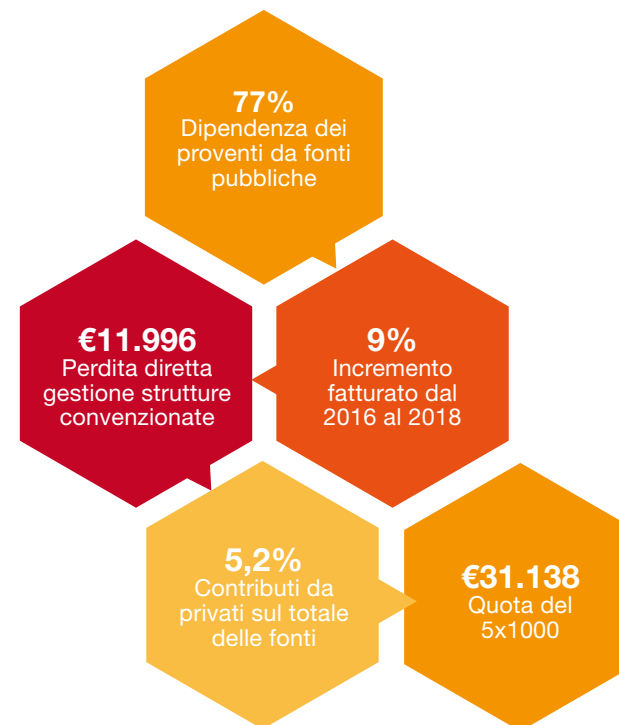 77%
Dipendenza dei
proventi da fonti
pubbliche
€11.996
Perdita diretta
gestione strutture
convenzionate
9%
Incremento
fatturato dal
2016 al 2018
5,2%
Contributi da
privati sul totale
delle fonti
€31.138
Quota del
5x1000